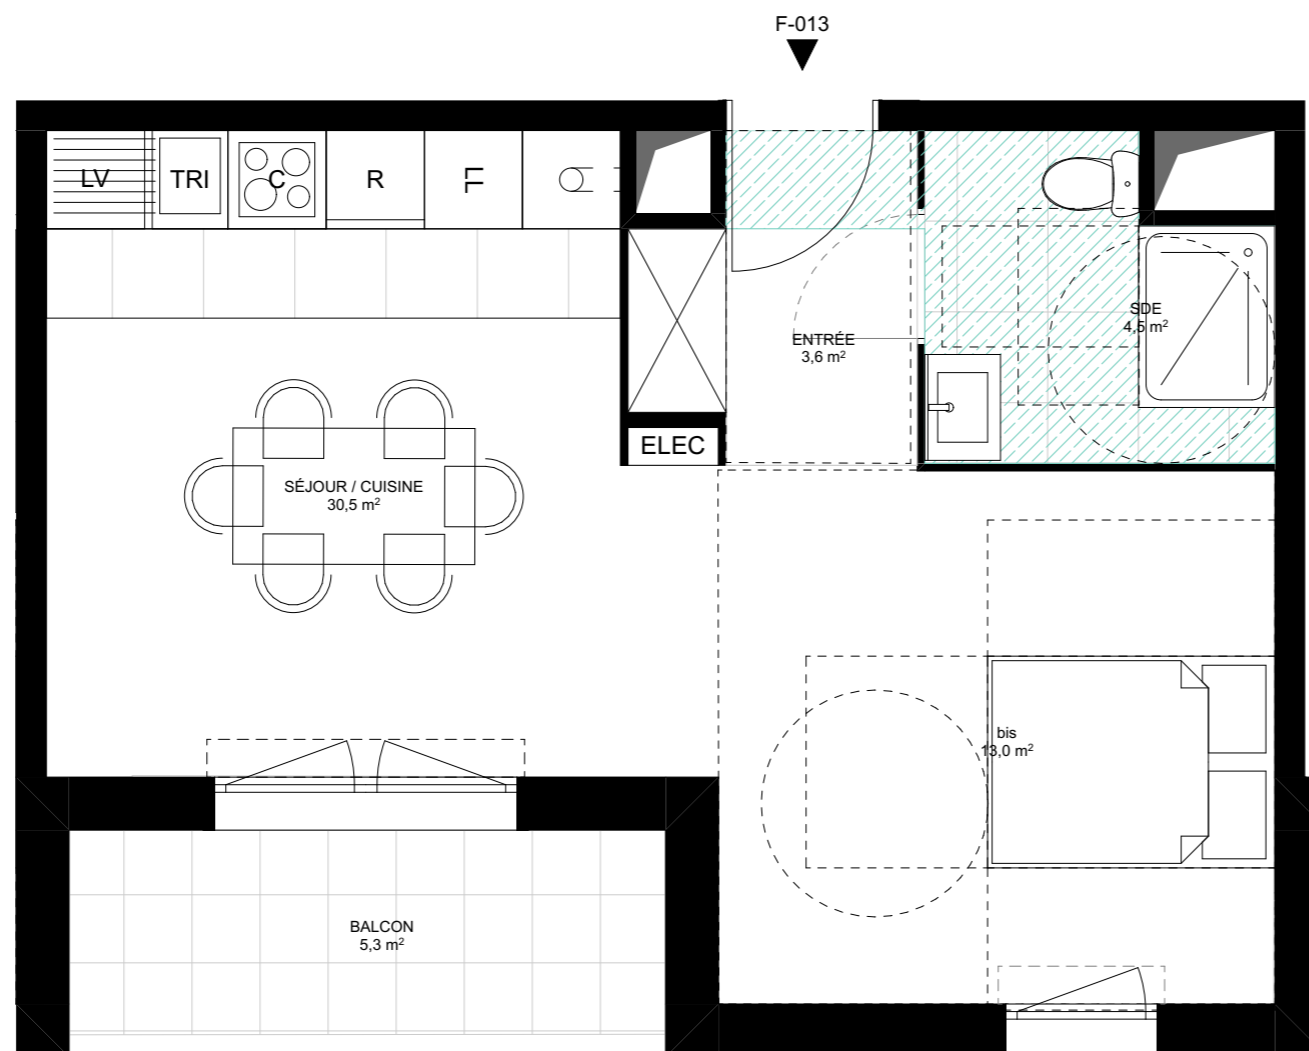 F-013
LV TRI C R F
SDE
4,5 m²
ENTRÉE
3,6 m²
ELEC
SÉJOUR / CUISINE
30,5 m²
bis
13,0 m²
BALCON
5,3 m²